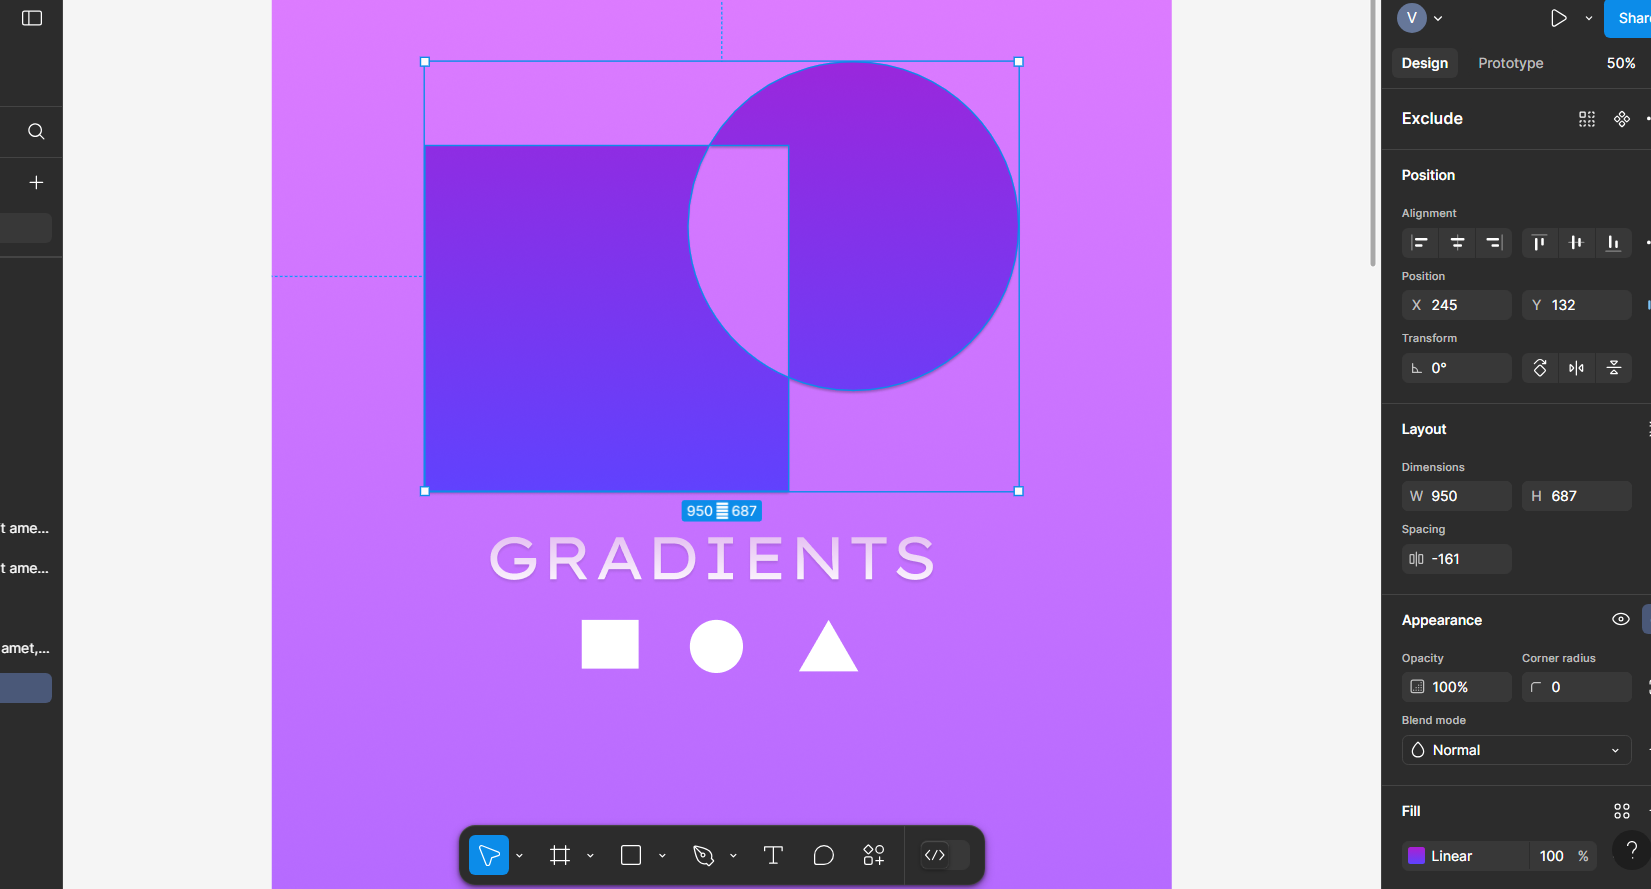 V
Share
Design Prototype 50%
Exclude
Position
Alignment
Position
X 245 Y 132
Transform
0°
Layout
Dimensions
W 950 H 687
Spacing
-161
Appearance
Opacity Corner radius
100% 0
Blend mode
Normal
Fill
Linear 100 %
?
t ame...
t ame...
amet,...
950 687
GRADIENTS
T
</>